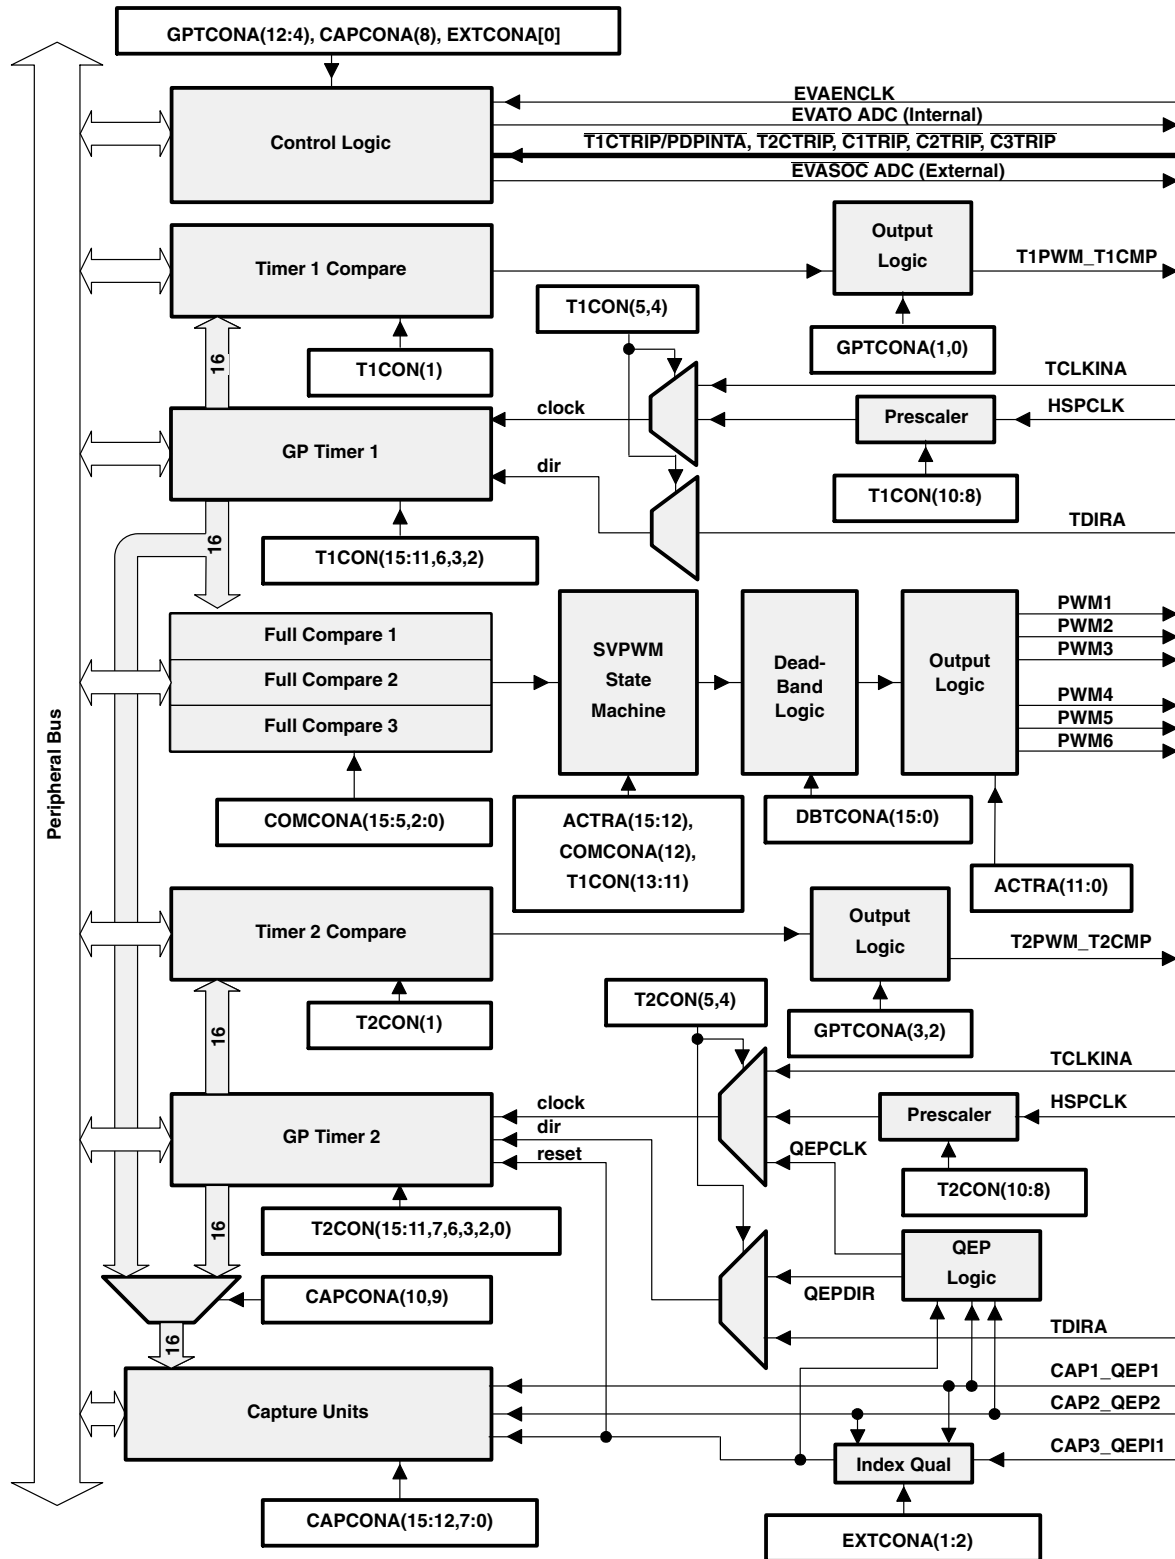 GPTCONA(12:4), CAPCONA(8), EXTCONA[0]
EVAENCLK
Control Logic
EVATO ADC (Internal)
T1CTRIP/PDPINTA, T2CTRIP, C1TRIP, C2TRIP, C3TRIP
EVASOC ADC (External)
Timer 1 Compare
Output
Logic
T1PWM_T1CMP
T1CON(5,4)
GPTCONA(1,0)
16
T1CON(1)
TCLKINA
clock
Prescaler
HSPCLK
GP Timer 1
dir
T1CON(10:8)
TDIRA
16
T1CON(15:11,6,3,2)
Full Compare 1
Full Compare 2
Full Compare 3
SVPWM
State
Machine
Dead-
Band
Logic
Output
Logic
PWM1
PWM2
PWM3
PWM4
PWM5
PWM6
Peripheral Bus
COMCONA(15:5,2:0)
ACTRA(15:12),
COMCONA(12),
T1CON(13:11)
DBTCONA(15:0)
ACTRA(11:0)
Timer 2 Compare
Output
Logic
T2PWM_T2CMP
T2CON(5,4)
GPTCONA(3,2)
T2CON(1)
16
TCLKINA
clock
Prescaler
HSPCLK
GP Timer 2
dir
reset
QEPCLK
T2CON(10:8)
16
T2CON(15:11,7,6,3,2,0)
QEP
Logic
QEPDIR
CAPCONA(10,9)
TDIRA
16
CAP1_QEP1
Capture Units
CAP2_QEP2
Index Qual
CAP3_QEPI1
CAPCONA(15:12,7:0)
EXTCONA(1:2)